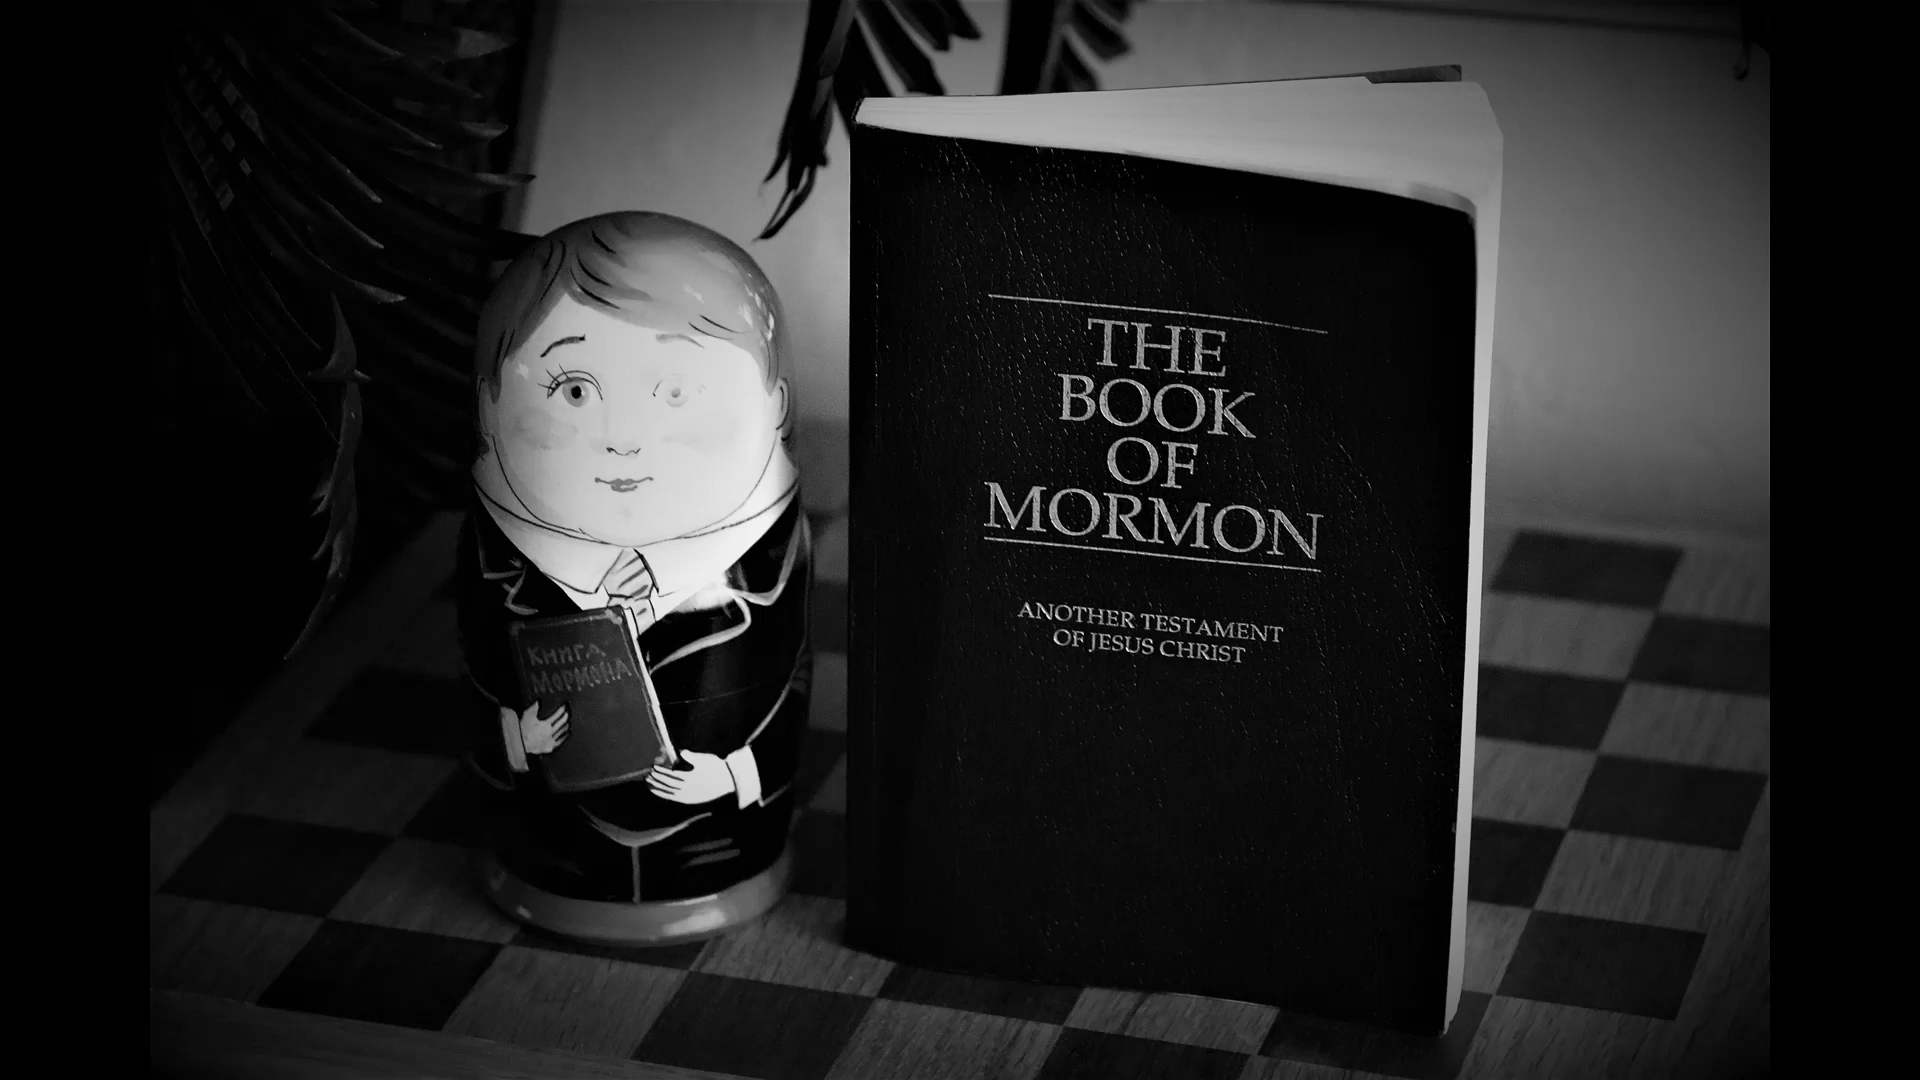 КНИГА
МОРМОНА
THE
BOOK
OF
MORMON
ANOTHER TESTAMENT
OF JESUS CHRIST